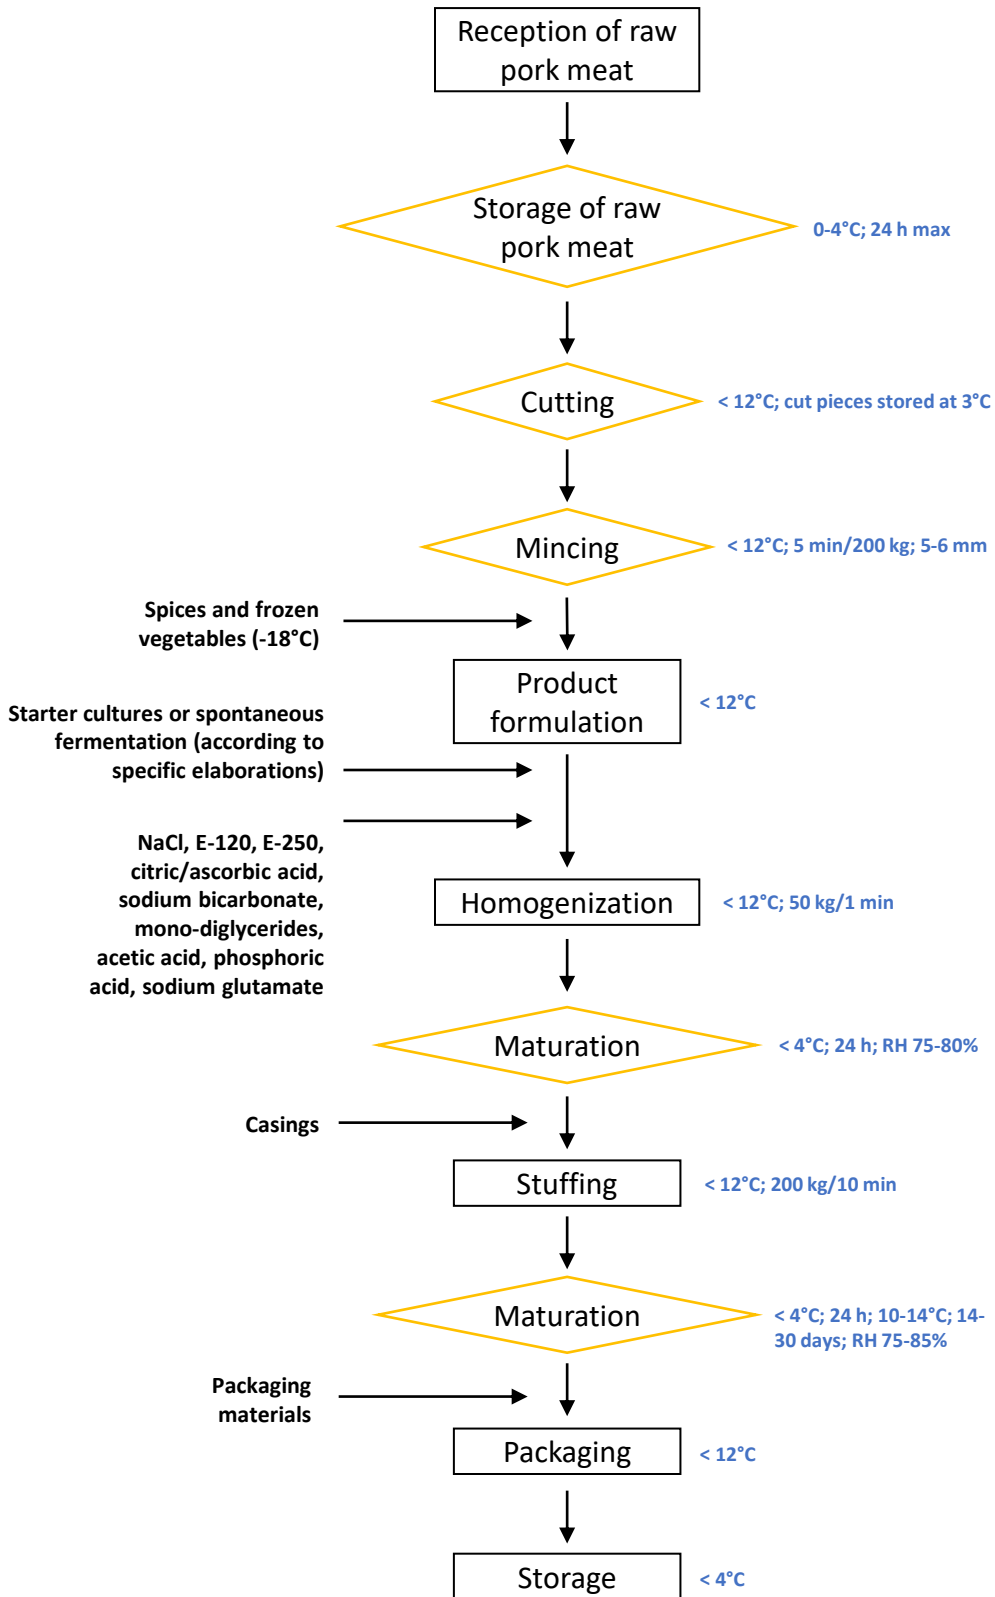 Reception of raw
pork meat
Storage of raw
pork meat
0-4°C; 24 h max
Cutting
< 12°C; cut pieces stored at 3°C
Mincing
< 12°C; 5 min/200 kg; 5-6 mm
Spices and frozen
vegetables (-18°C)
Product
formulation
< 12°C
Starter cultures or spontaneous
fermentation (according to
specific elaborations)
NaCl, E-120, E-250,
citric/ascorbic acid,
sodium bicarbonate,
mono-diglycerides,
acetic acid, phosphoric
acid, sodium glutamate
Homogenization
< 12°C; 50 kg/1 min
Maturation
< 4°C; 24 h; RH 75-80%
Casings
Stuffing
< 12°C; 200 kg/10 min
Maturation
< 4°C; 24 h; 10-14°C; 14-
30 days; RH 75-85%
Packaging
materials
Packaging
< 12°C
Storage
< 4°C